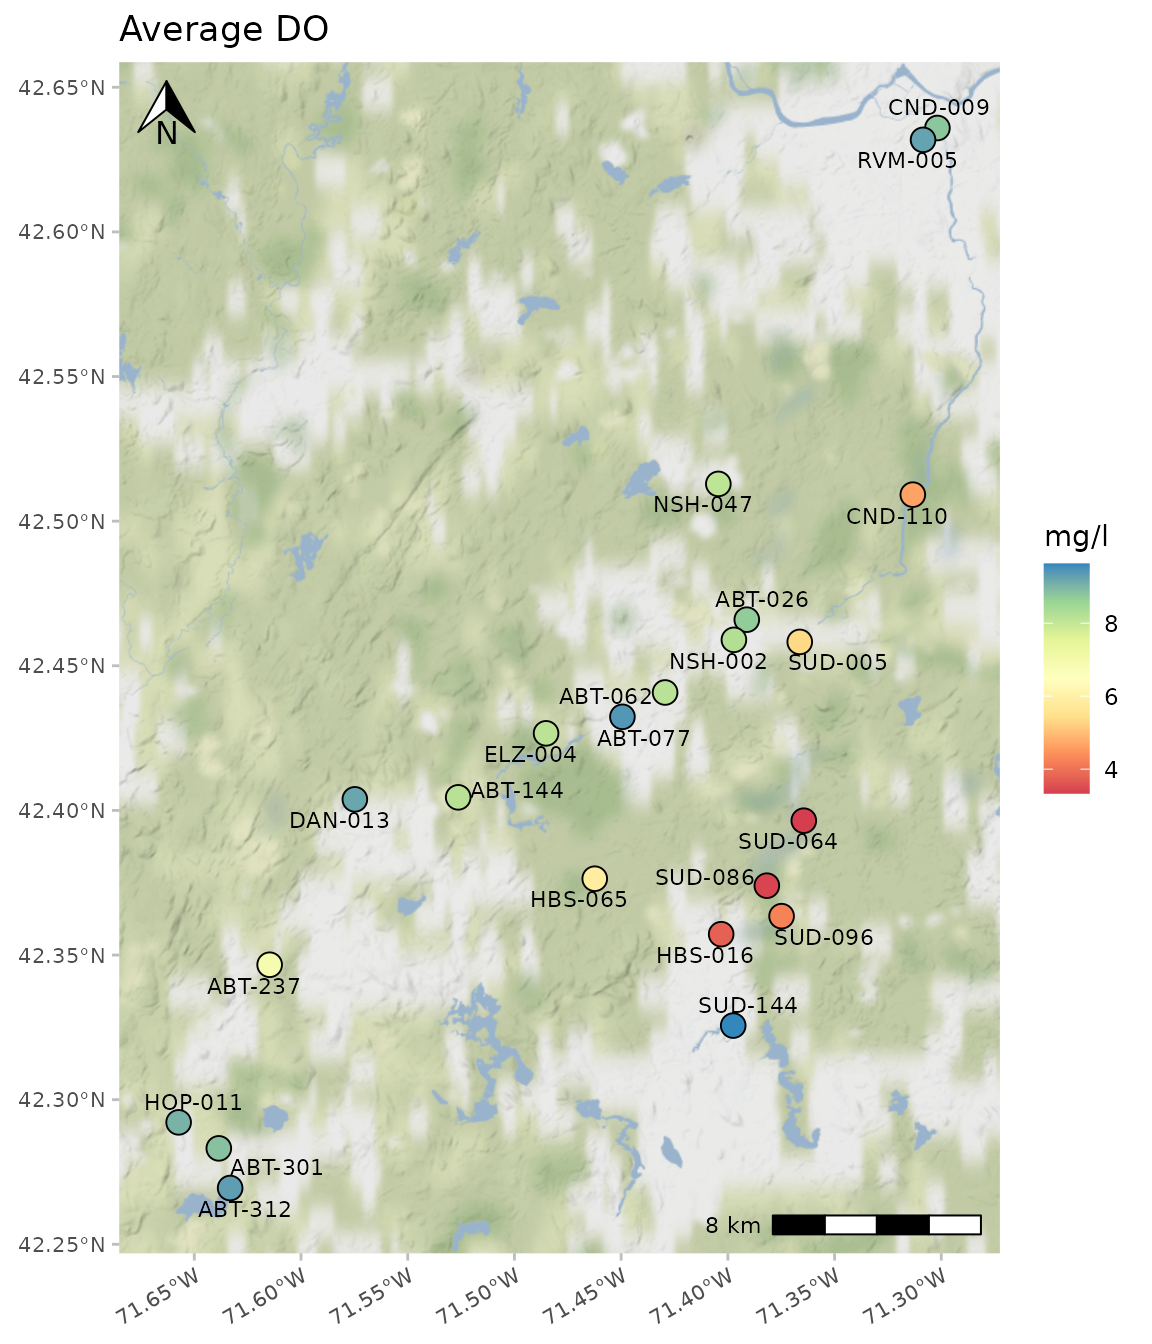 Average DO
42.65°N
42.60°N
42.55°N
42.50°N
42.45°N
42.40°N
42.35°N
42.30°N
42.25°N
N
CND-009
RVM-005
NSH-047
CND-110
ABT-026
NSH-002
SUD-005
ABT-062
ABT-077
ELZ-004
ABT-144
DAN-013
SUD-064
SUD-086
HBS-065
SUD-096
HBS-016
ABT-237
SUD-144
HOP-011
ABT-301
ABT-312
8 km
71.65°W
71.60°W
71.55°W
71.50°W
71.45°W
71.40°W
71.35°W
71.30°W
mg/l
8
6
4